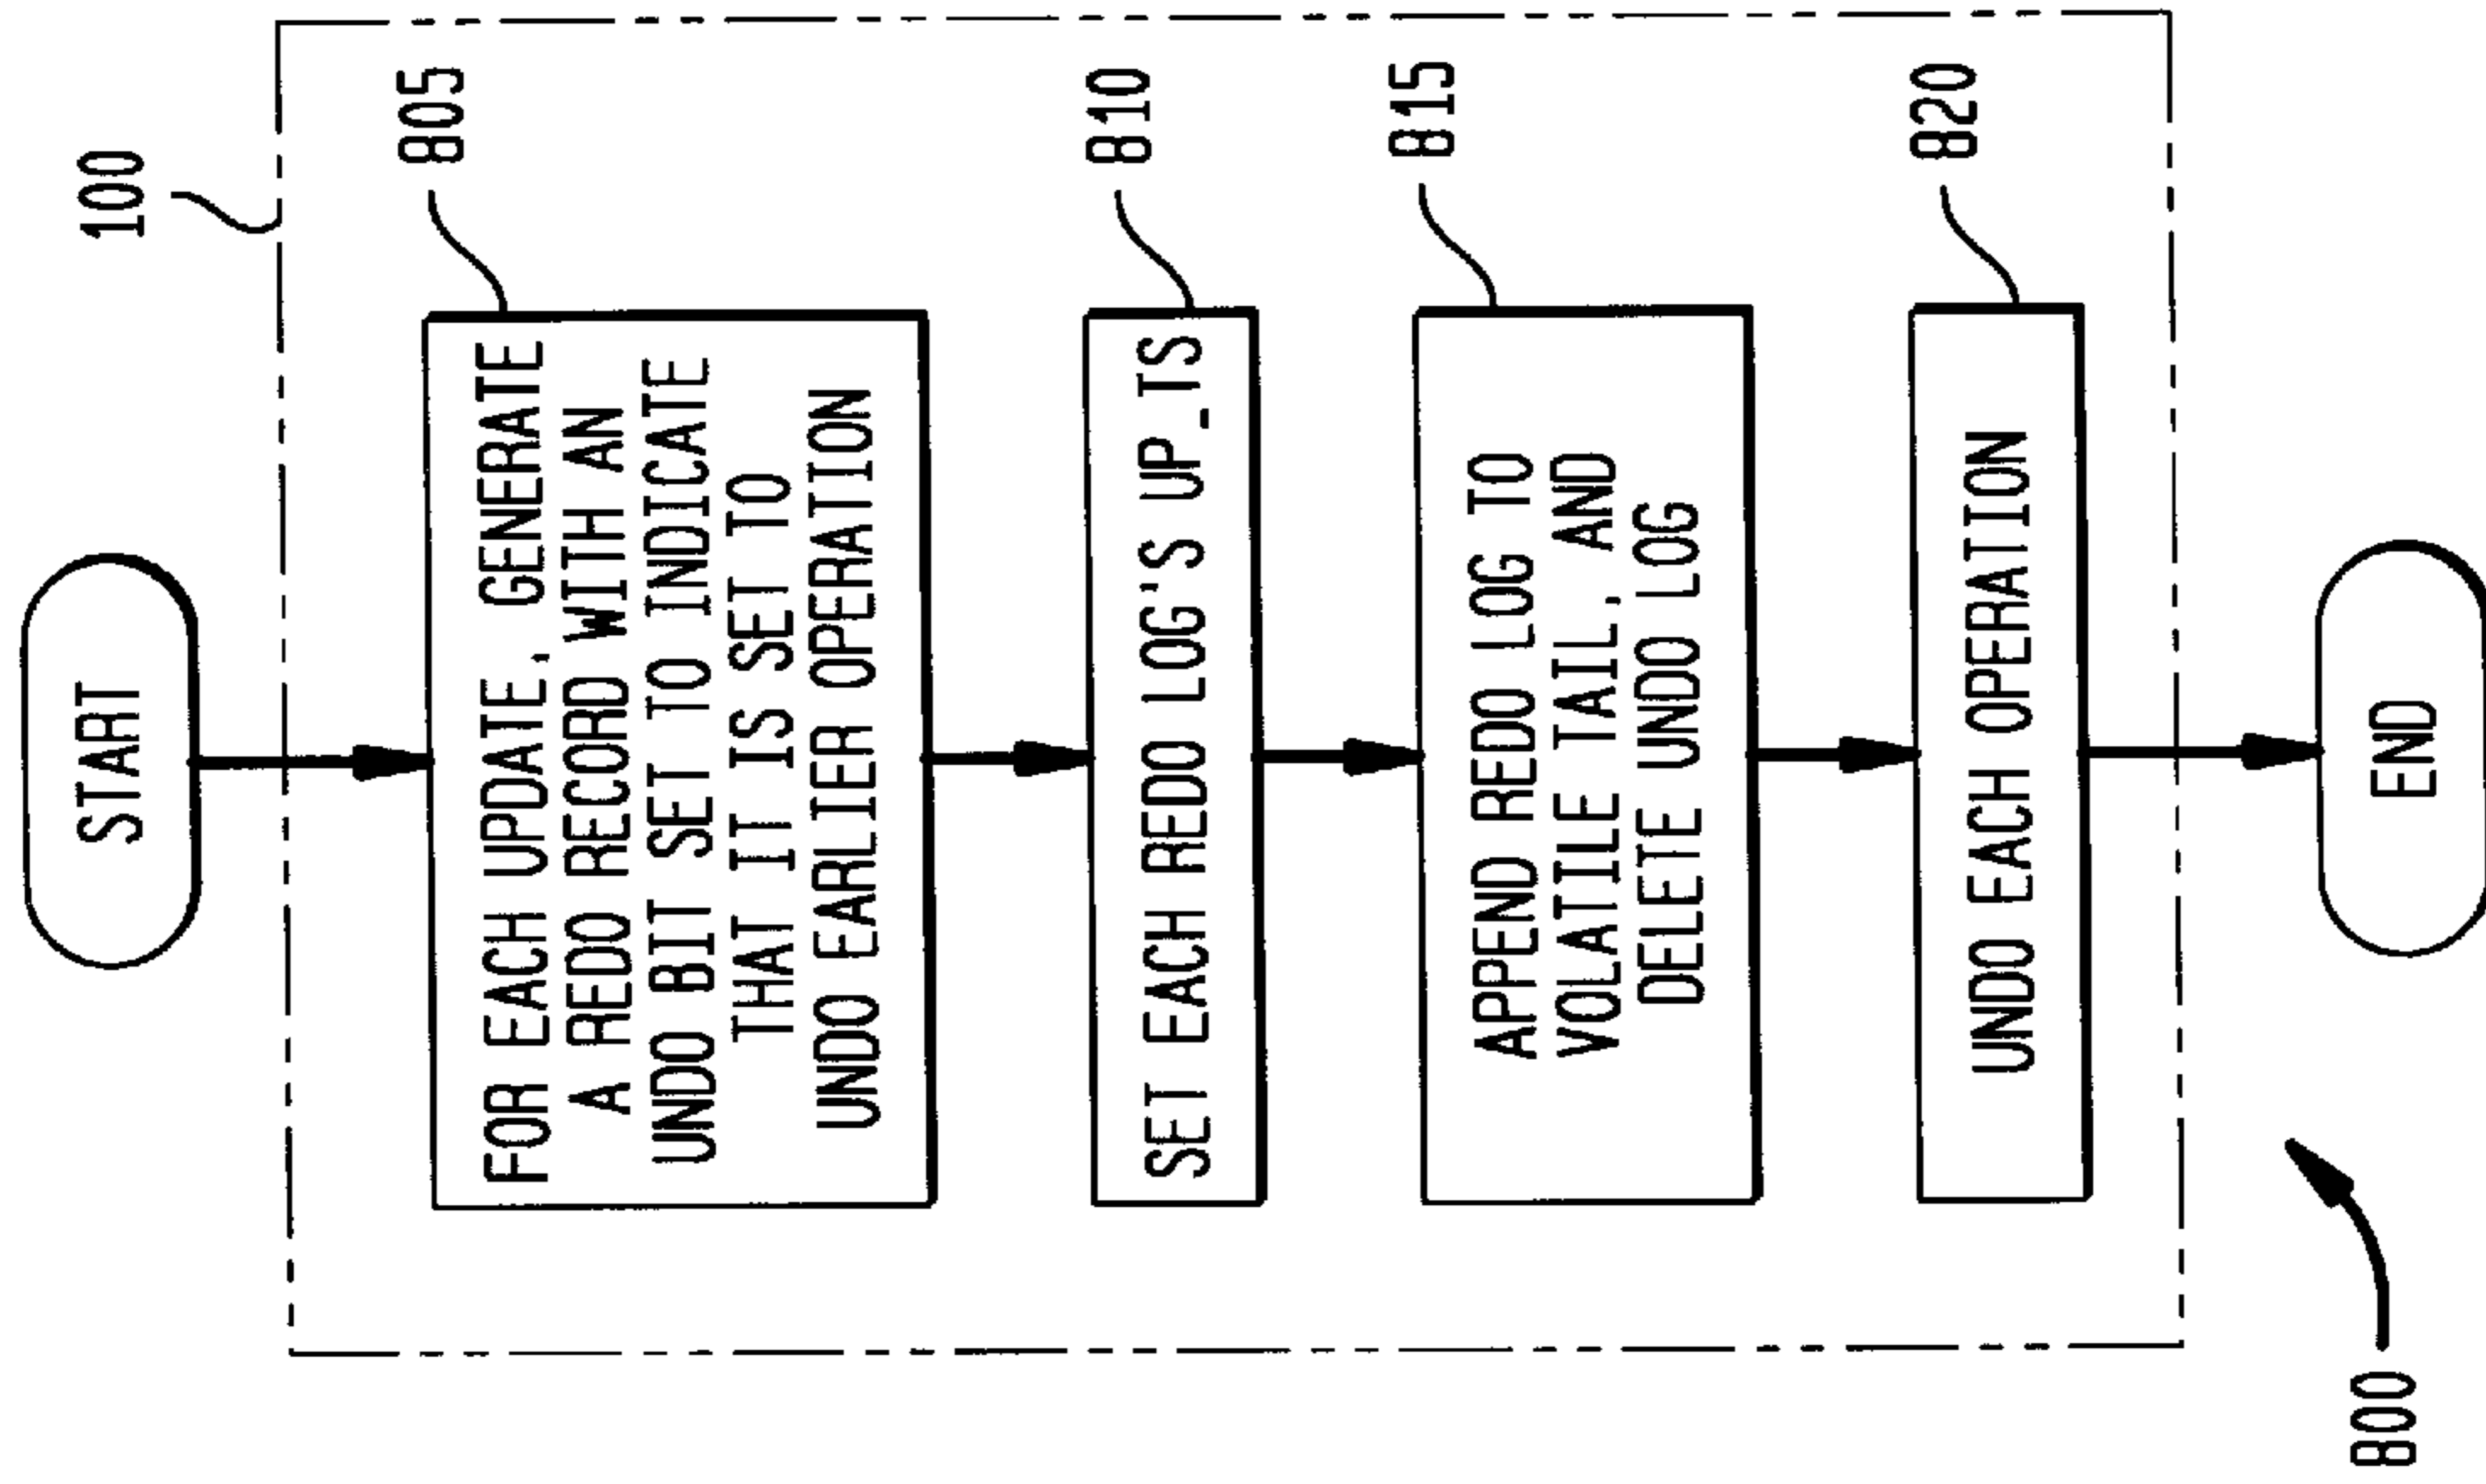 START
100
FOR EACH UPDATE, GENERATE
A REDO RECORD WITH AN
UNDO BIT SET TO INDICATE
THAT IT IS SET TO
UNDO EARLIER OPERATION
805
SET EACH REDO LOG'S UP_TS
810
APPEND REDO LOG TO
VOLATILE TAIL, AND
DELETE UNDO LOG
815
UNDO EACH OPERATION
820
END
800